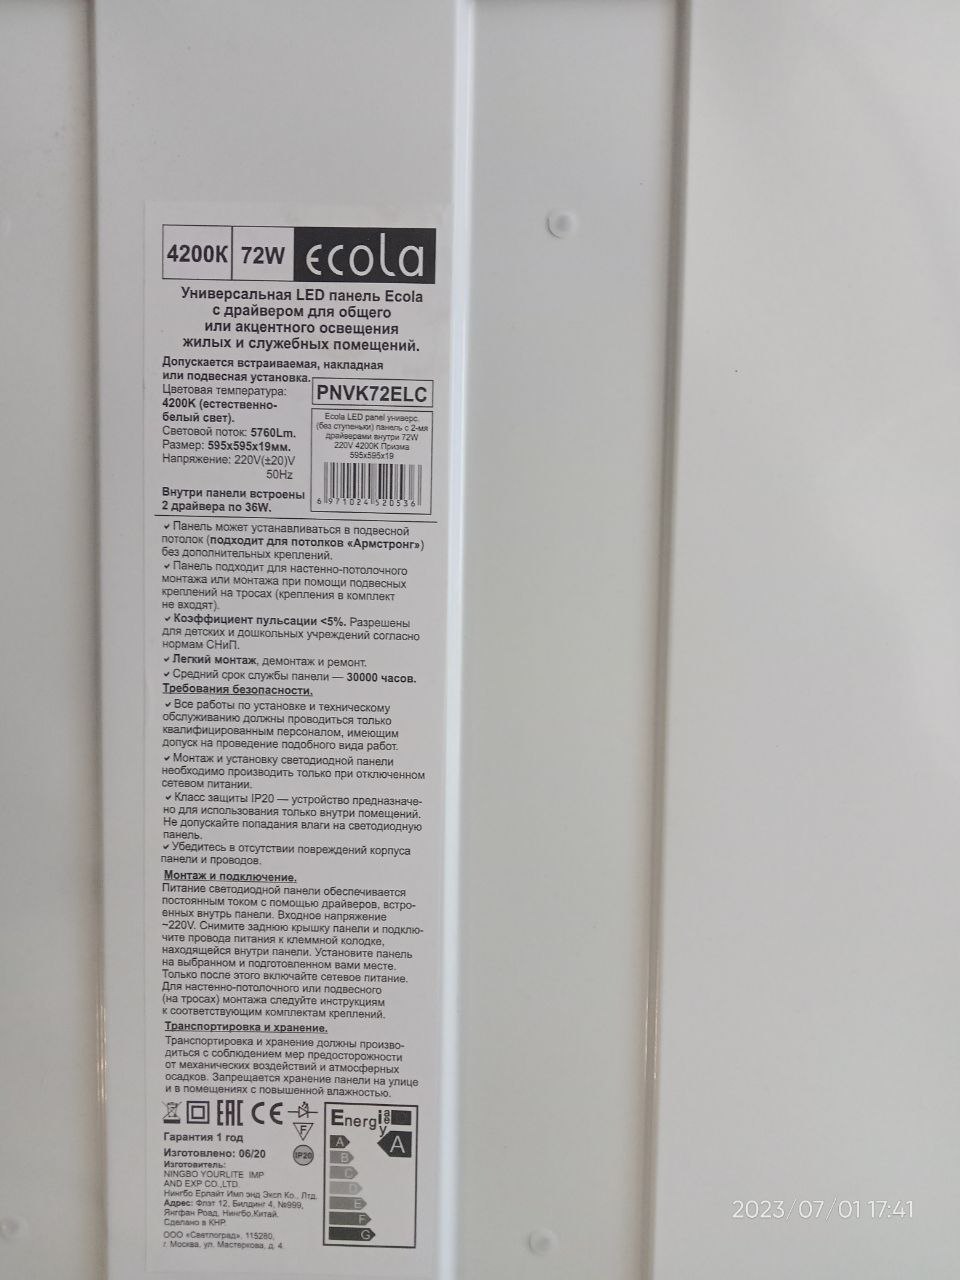 4200K 72W ecola
Универсальная LED панель Ecola
с драйвером для общего
или акцентного освещения
жилых и служебных помещений.
Допускается встраиваемая, накладная
или подвесная установка.
Цветовая температура:
4200K (естественно-
белый свет).
Световой поток: 5760Lm.
Размер: 595x595x19мм.
Напряжение: 220V(±20)V
50Hz
Внутри панели встроены
2 драйвера по 36W.
PNVK72ELC
Ecola LED panel универс.
(без ступеньки) панель с 2-мя
драйверами внутри 72W
220V 4200K Призма
595x595x19
6 971024 520536
✓ Панель может устанавливаться в подвесной
потолок (подходит для потолков «Армстронг»)
без дополнительных креплений.
✓ Панель подходит для настенно-потолочного
монтажа или монтажа при помощи подвесных
креплений на тросах (крепления в комплект
не входят).
✓ Коэффициент пульсации <5%. Разрешены
для детских и дошкольных учреждений согласно
нормам СНиП.
✓ Легкий монтаж, демонтаж и ремонт.
✓ Средний срок службы панели — 30000 часов.
Требования безопасности.
✓ Все работы по установке и техническому
обслуживанию должны проводиться только
квалифицированным персоналом, имеющим
допуск на проведение подобного вида работ.
✓ Монтаж и установку светодиодной панели
необходимо производить только при отключенном
сетевом питании.
✓ Класс защиты IP20 — устройство предназначе-
но для использования только внутри помещений.
Не допускайте попадания влаги на светодиодную
панель.
✓ Убедитесь в отсутствии повреждений корпуса
панели и проводов.
Монтаж и подключение.
Питание светодиодной панели обеспечивается
постоянным током с помощью драйверов, встро-
енных внутрь панели. Входное напряжение
~220V. Снимите заднюю крышку панели и подклю-
чите провода питания к клеммной колодке,
находящейся внутри панели. Установите панель
на выбранном и подготовленном вами месте.
Только после этого включайте сетевое питание.
Для настенно-потолочного или подвесного
(на тросах) монтажа следуйте инструкциям
к соответствующим комплектам креплений.
Транспортировка и хранение.
Транспортировка и хранение должны произво-
диться с соблюдением мер предосторожности
от механических воздействий и атмосферных
осадков. Запрещается хранение панели на улице
и в помещениях с повышенной влажностью.
EAC CE
F
Гарантия 1 год
Изготовлено: 06/20
IP20
Изготовитель:
NINGBO YOURLITE IMP
AND EXP CO.,LTD.
Нингбо Ерлайт Имп энд Эксп Ко., Лтд.
Адрес: Флэт 12, Билдинг 4, №999,
Янгфан Роад, Нингбо,Китай.
Сделано в КНР.
ООО «Светлоград», 115280,
г. Москва, ул. Мастеркова, д. 4.
Energi
a
e
y
A
A
B
C
D
E
F
G
2023/07/01 17:41